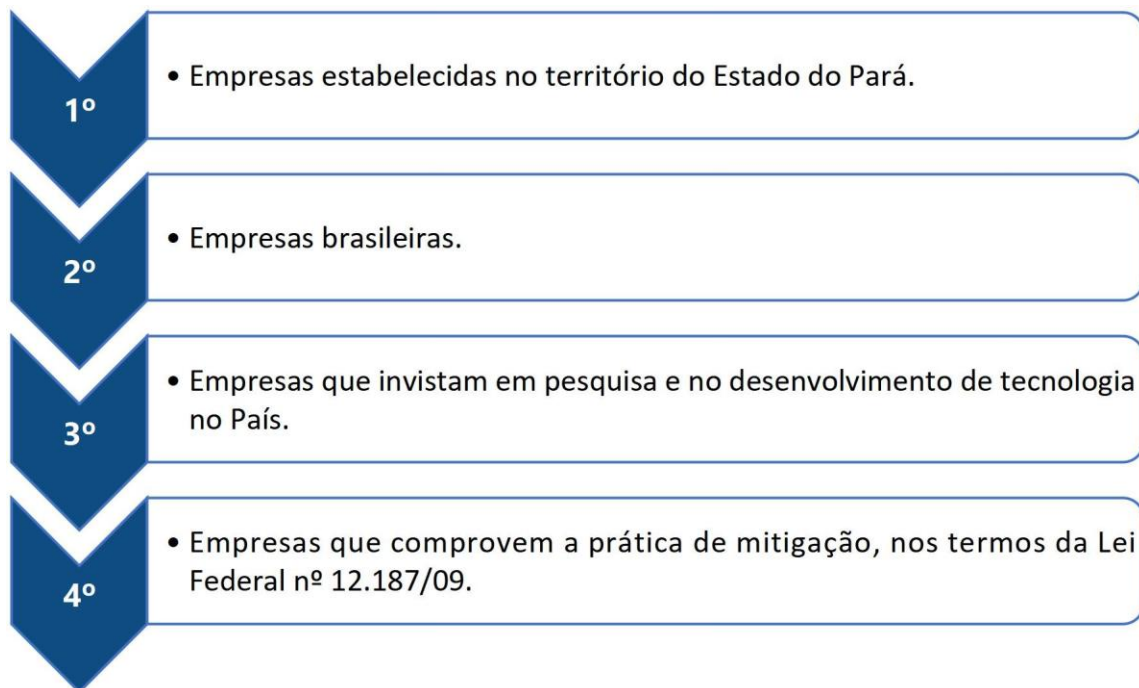 1º
• Empresas estabelecidas no território do Estado do Pará.
2º
• Empresas brasileiras.
3º
• Empresas que invistam em pesquisa e no desenvolvimento de tecnologia
no País.
4º
• Empresas que comprovem a prática de mitigação, nos termos da Lei
Federal nº 12.187/09.